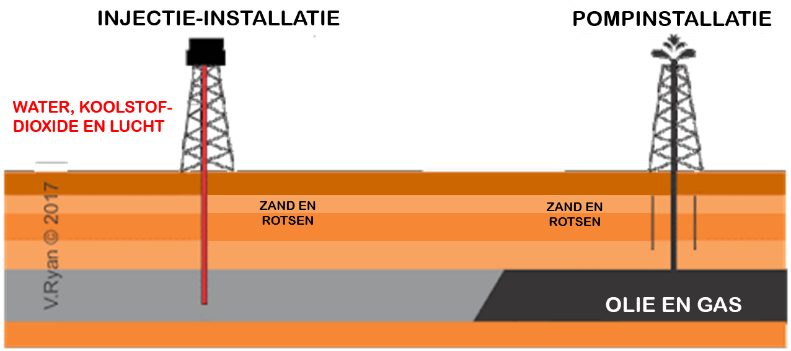 INJECTIE-INSTALLATIE
POMPINSTALLATIE
WATER, KOOLSTOF-
DIOXIDE EN LUCHT
ZAND EN
ROTSEN
ZAND EN
ROTSEN
V.Ryan © 2017
OLIE EN GAS